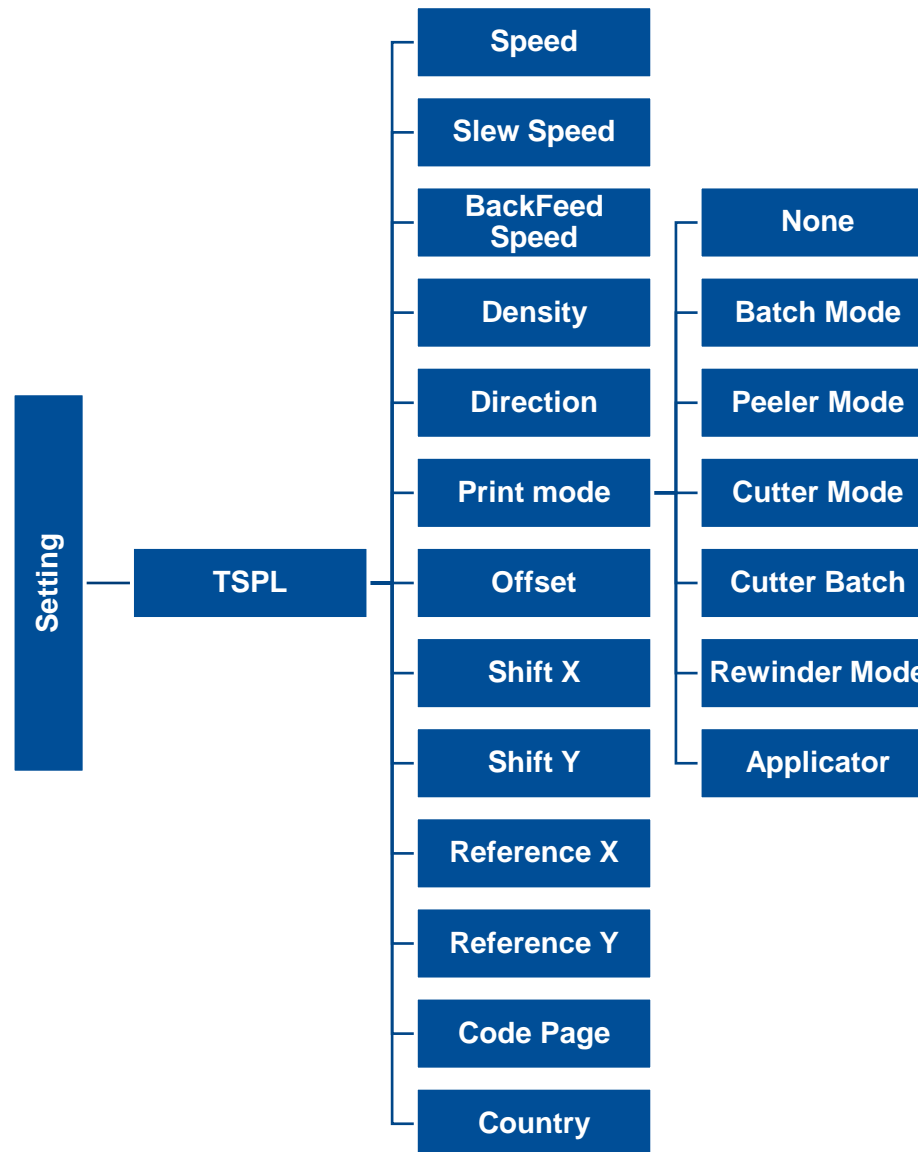 Setting
TSPL
Speed
Slew Speed
BackFeed
Speed
Density
Direction
Print mode
Offset
Shift X
Shift Y
Reference X
Reference Y
Code Page
Country
None
Batch Mode
Peeler Mode
Cutter Mode
Cutter Batch
Rewinder Mode
Applicator